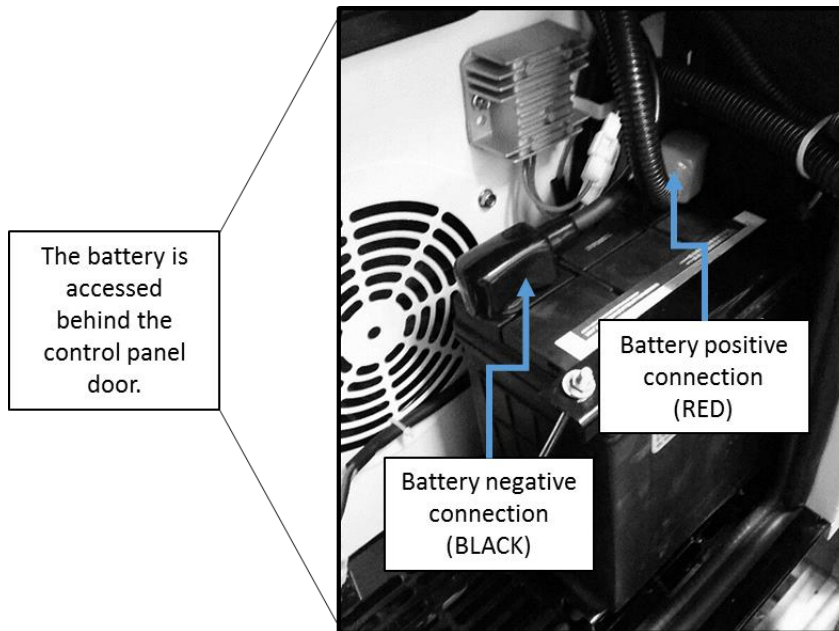 The battery is
accessed
behind the
control panel
door.
Battery positive
connection
(RED)
Battery negative
connection
(BLACK)